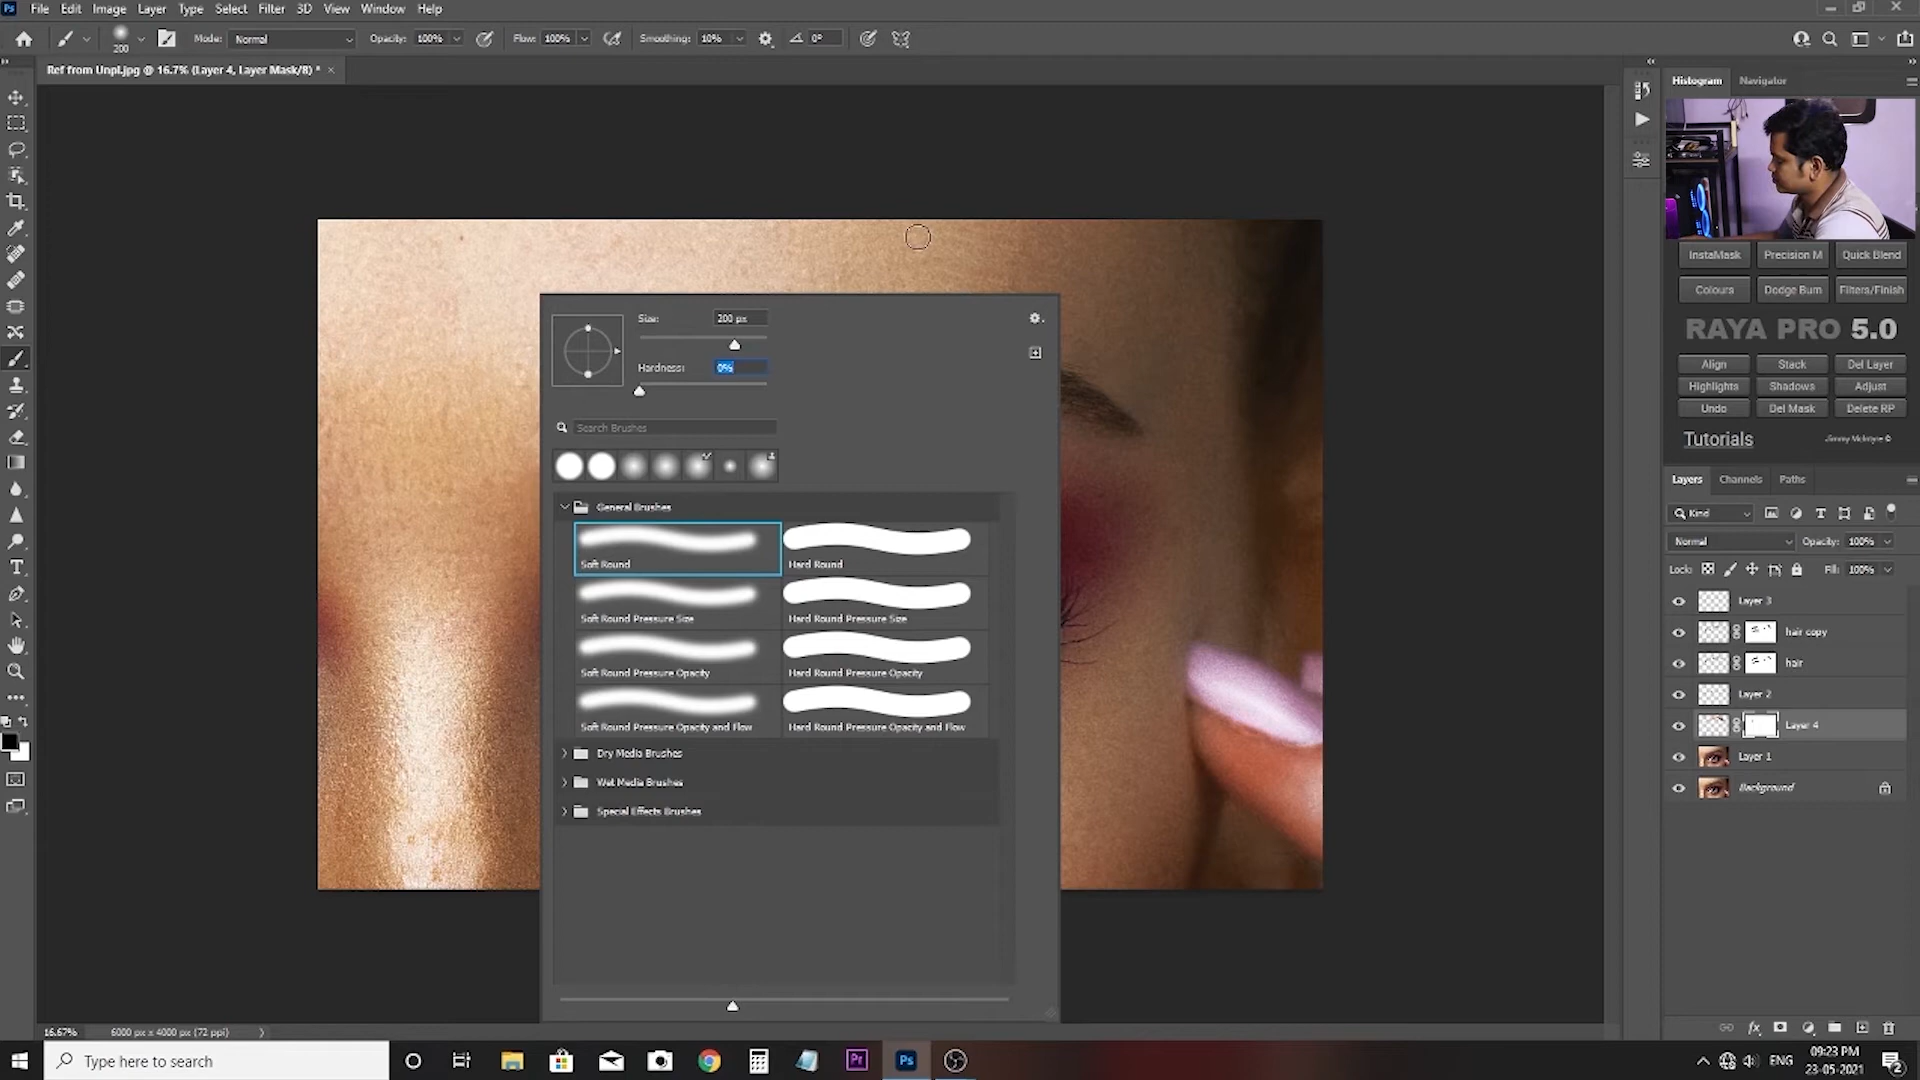 Ps File Edit Image Layer Type Select Filter 3D View Window Help
200 Mode: Normal Opacity: 100% Flow: 100% Smoothing: 10% 0°
Ref from Unpl.jpg @ 16.7% (Layer 4, Layer Mask/8) *
Histogram Navigator
InstaMask Precision M Quick Blend
Colours Dodge Burn Filters/Finish
RAYA PRO 5.0
Align Stack Del Layer
Highlights Shadows Adjust
Undo Del Mask Delete RP
Tutorials Jimmy McIntyre ©
Layers Channels Paths
Kind
Normal Opacity: 100%
Lock: Fill: 100%
Layer 3
hair copy
hair
Layer 2
Layer 4
Layer 1
Background
Size: 200 px
Hardness: 0%
Search Brushes
General Brushes
Soft Round Hard Round
Soft Round Pressure Size Hard Round Pressure Size
Soft Round Pressure Opacity Hard Round Pressure Opacity
Soft Round Pressure Opacity and Flow Hard Round Pressure Opacity and Flow
Dry Media Brushes
Wet Media Brushes
Special Effects Brushes
16.67% 6000 px x 4000 px (72 ppi)
Type here to search
Pr Ps
ENG
09:23 PM
23-05-2021
2